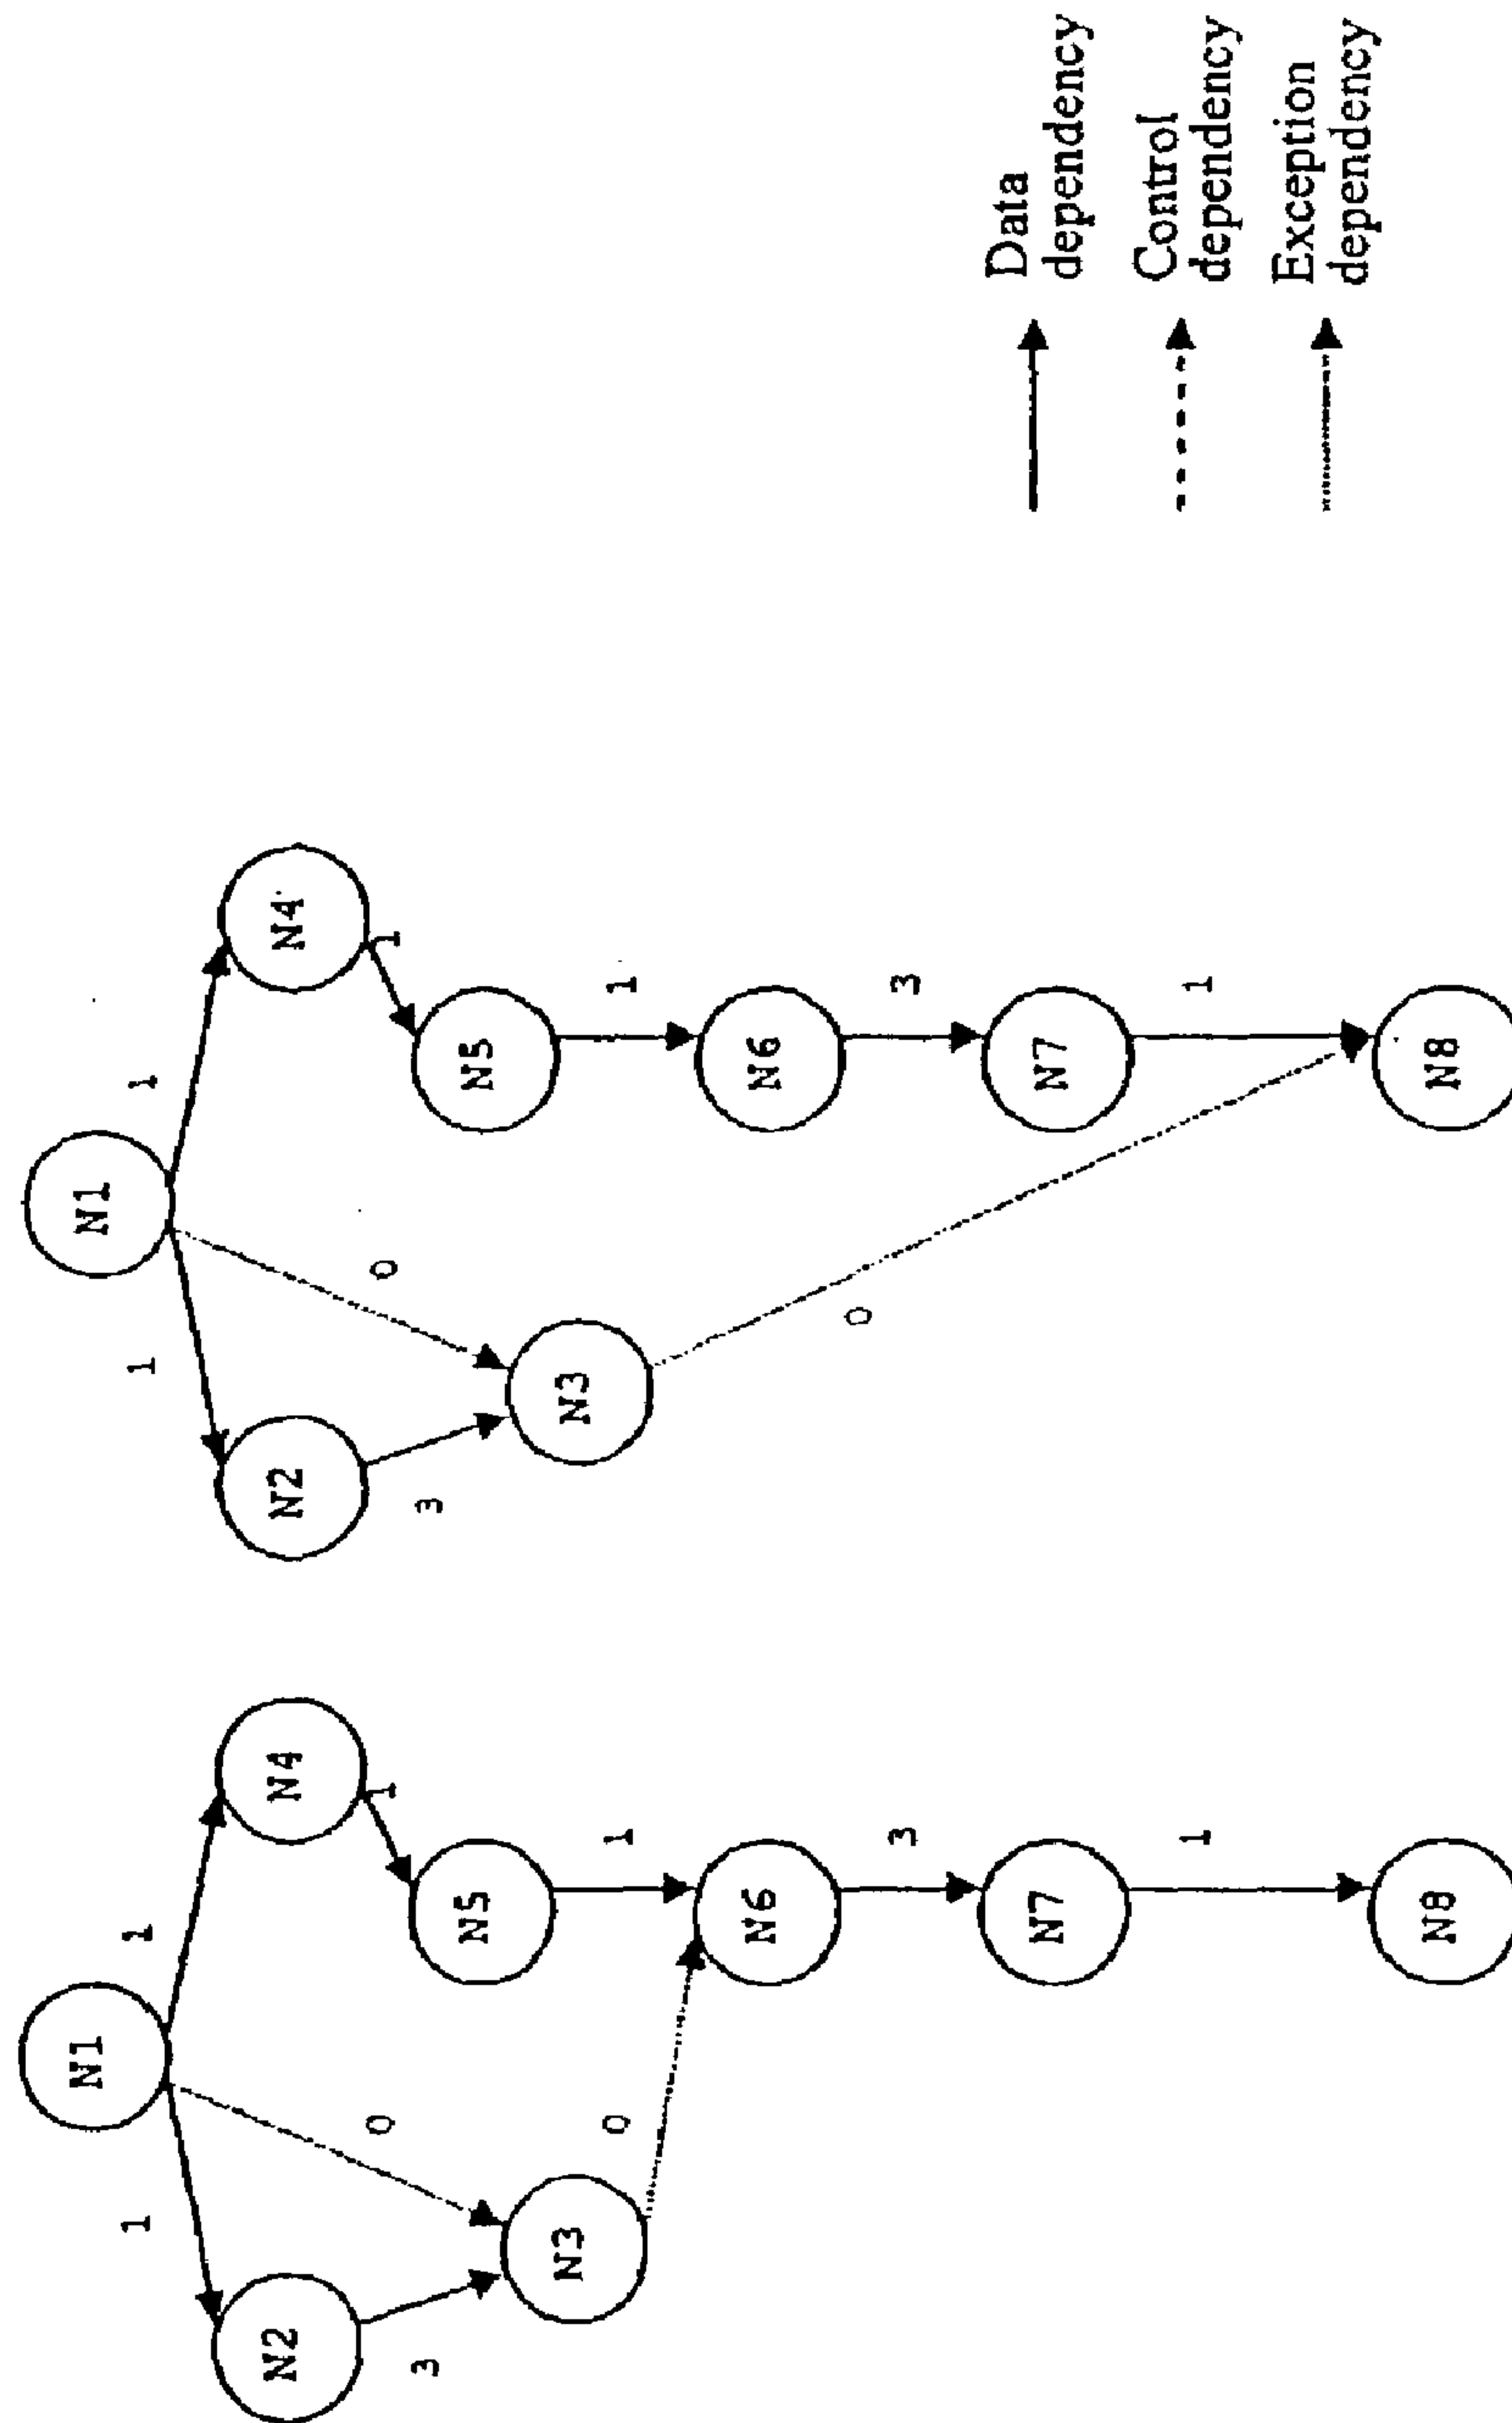 N1
1
1
N2
N4
0
1
3
N5
N3
0
1
N6
3
N7
1
N8
N1
1
1
N2
N4
0
1
3
N5
N3
1
N6
0
3
N7
1
N8
Data
dependency
Control
dependency
Exception
dependency